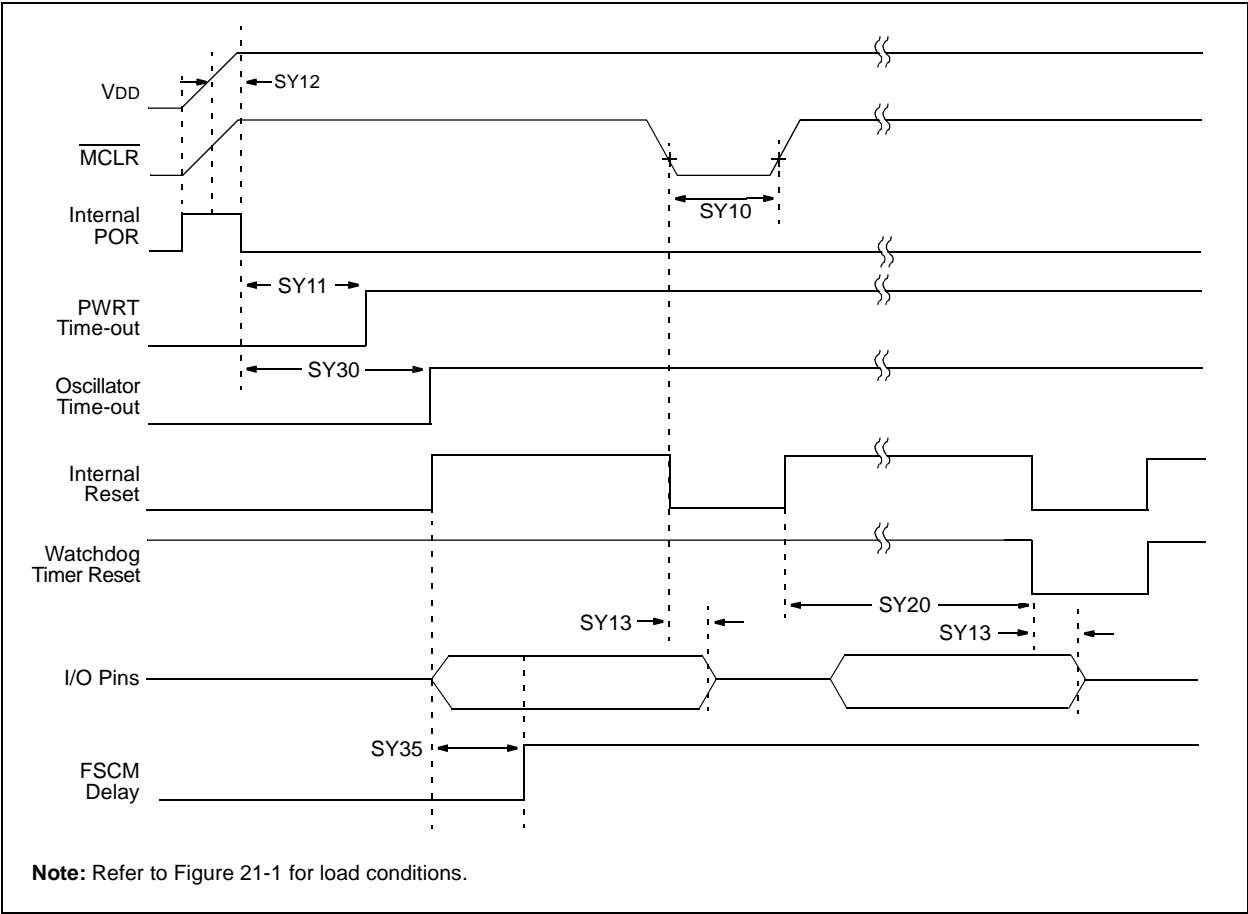 VDD
SY12
MCLR
SY10
Internal
POR
SY11
PWRT
Time-out
SY30
Oscillator
Time-out
Internal
Reset
Watchdog
Timer Reset
SY20
SY13
SY13
I/O Pins
SY35
FSCM
Delay
Note: Refer to Figure 21-1 for load conditions.